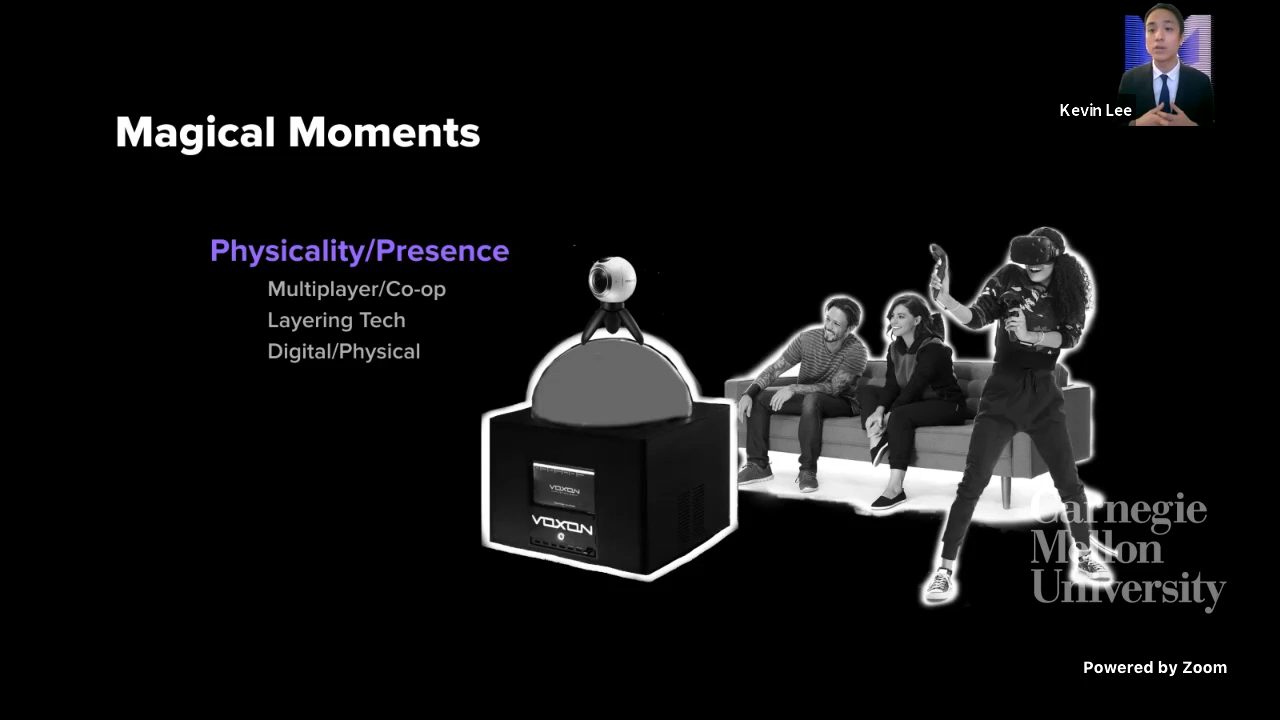 Kevin Lee
Magical Moments
Physicality/Presence
Multiplayer/Co-op
Layering Tech
Digital/Physical
VOXON
VOXON
Carnegie
Mellon
University
Powered by Zoom